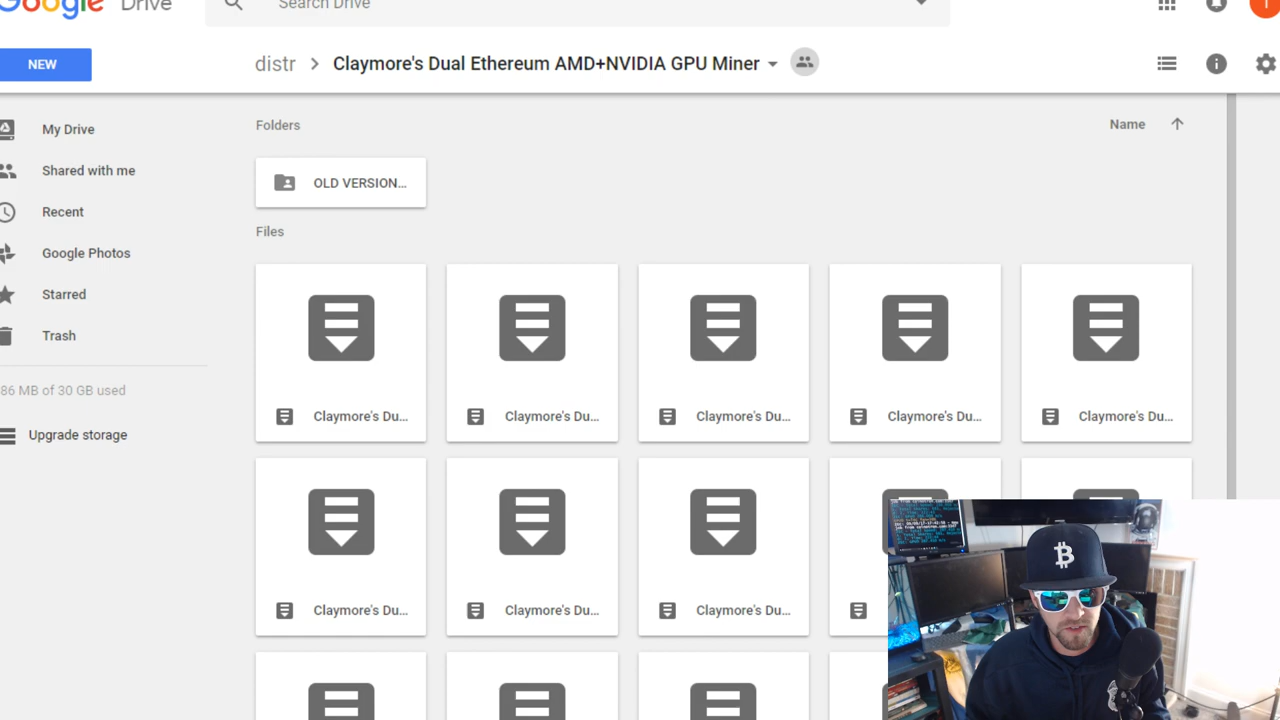 Google Drive
Search Drive
NEW
distr > Claymore's Dual Ethereum AMD+NVIDIA GPU Miner
My Drive
Shared with me
Recent
Google Photos
Starred
Trash
86 MB of 30 GB used
Upgrade storage
Folders
Name
OLD VERSION...
Files
Claymore's Du...
Claymore's Du...
Claymore's Du...
Claymore's Du...
Claymore's Du...
Claymore's Du...
Claymore's Du...
Claymore's Du...